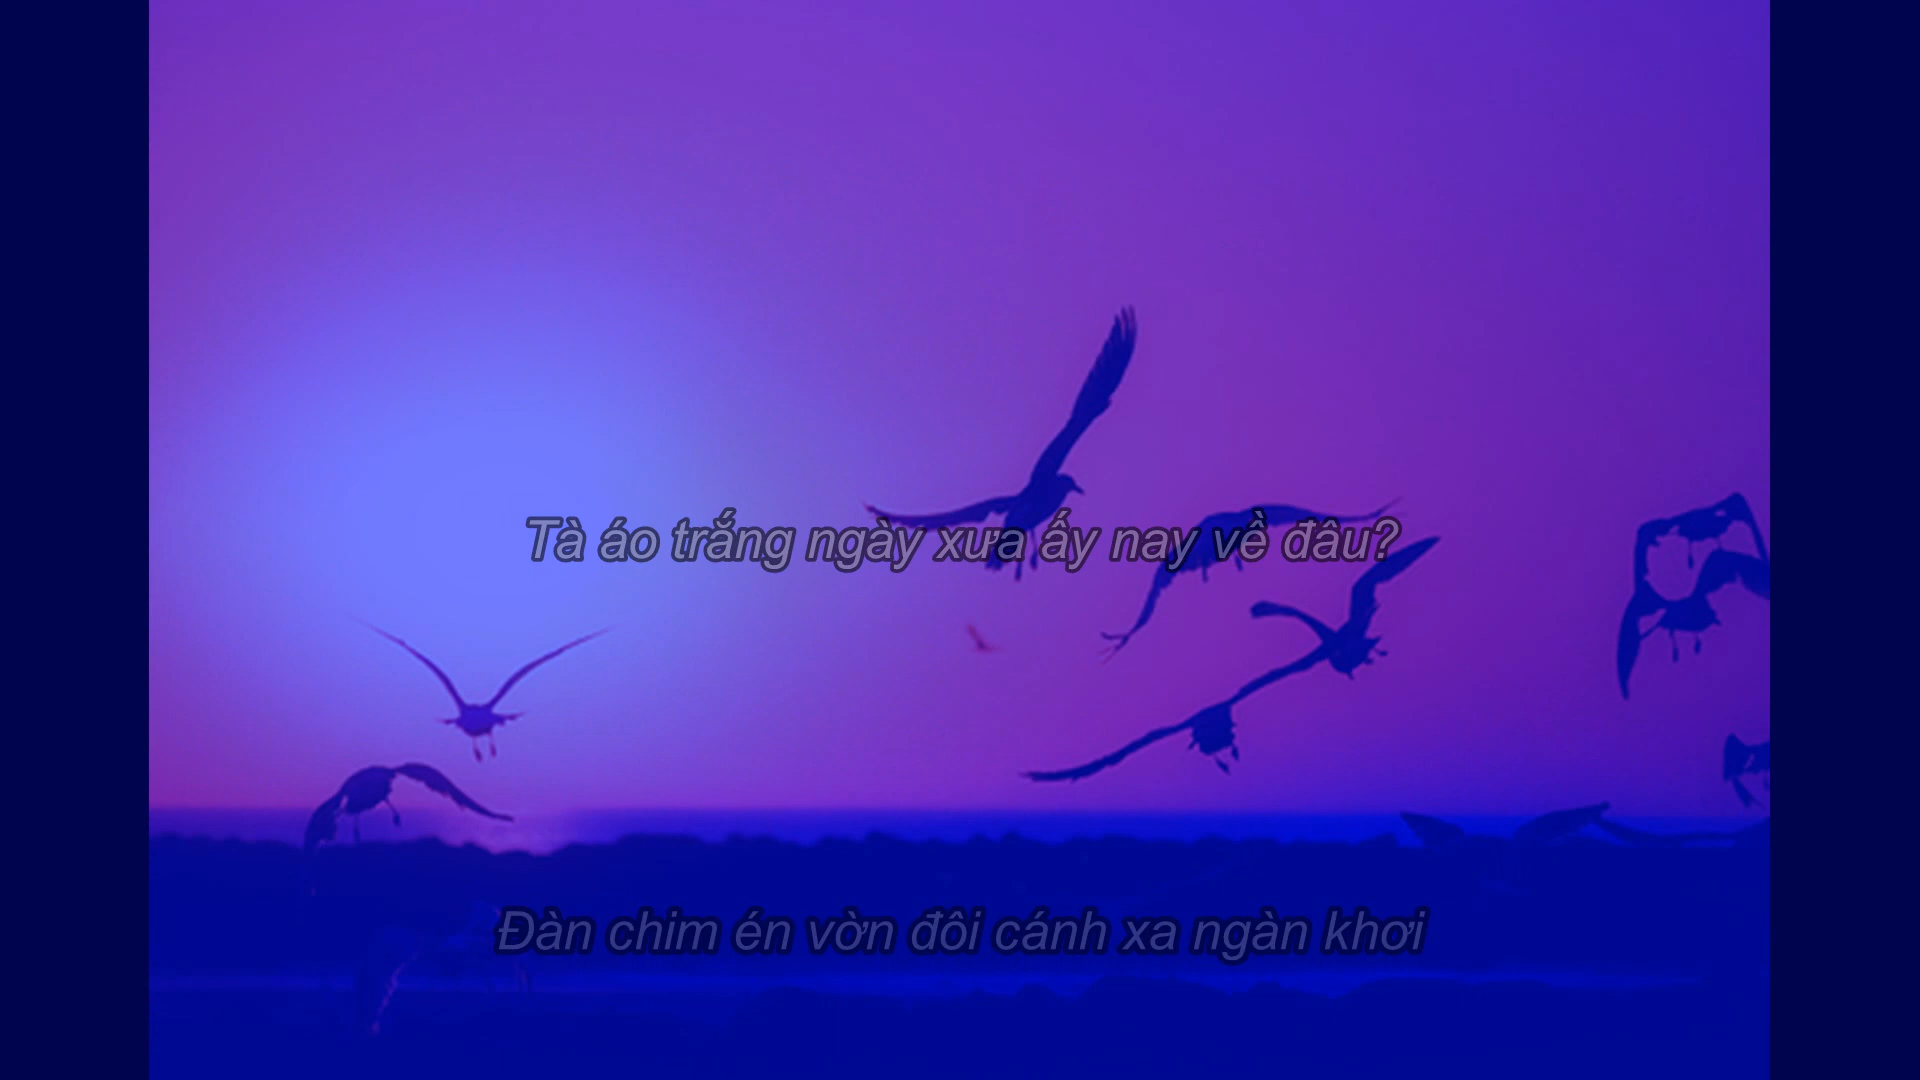 Tà áo trắng ngày xưa ấy nay về đâu?
Đàn chim én vờn đôi cánh xa ngàn khơi